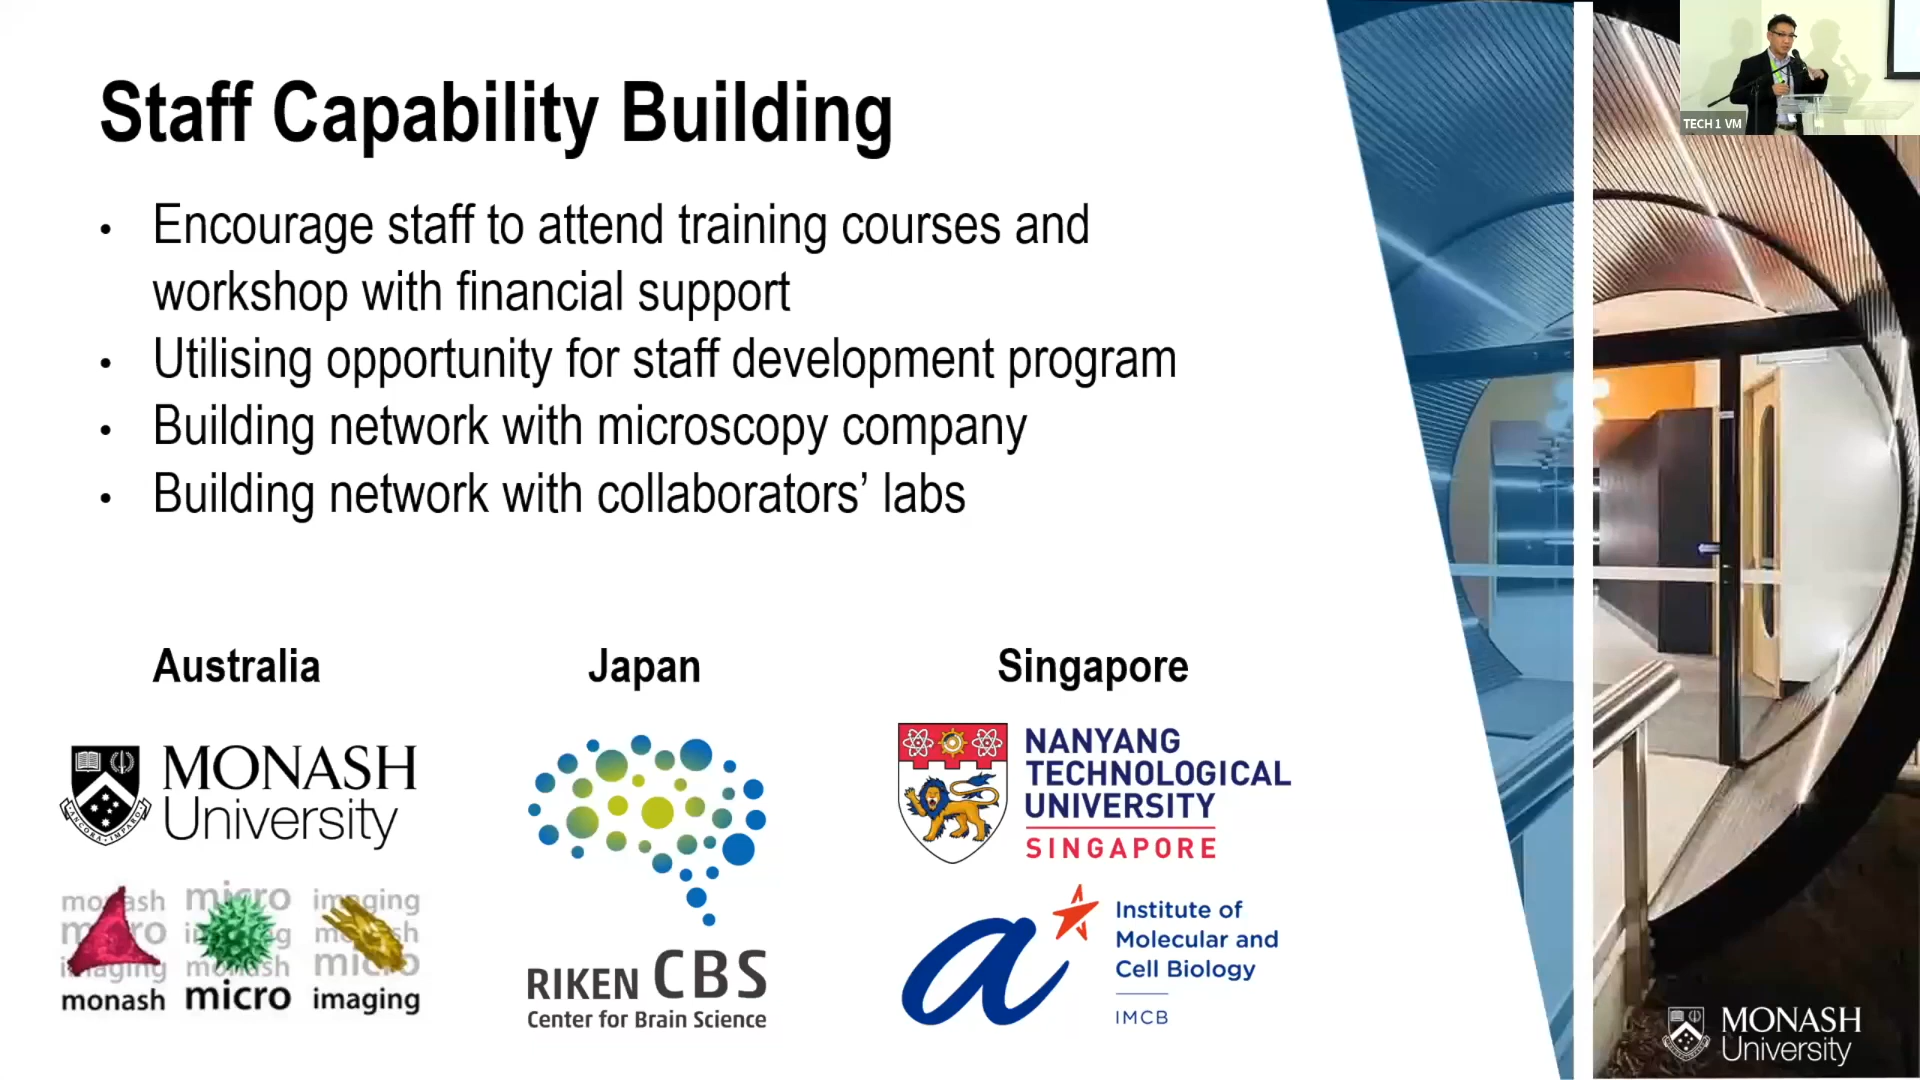 Staff Capability Building
• Encourage staff to attend training courses and
workshop with financial support
• Utilising opportunity for staff development program
• Building network with microscopy company
• Building network with collaborators’ labs
Australia
MONASH
University
ANCORA IMPARO
monash micro imaging
micro imaging monash
imaging monash micro
monash micro imaging
Japan
RIKEN CBS
Center for Brain Science
Singapore
NANYANG
TECHNOLOGICAL
UNIVERSITY
SINGAPORE
a
Institute of
Molecular and
Cell Biology
IMCB
TECH 1 VM
MONASH
University